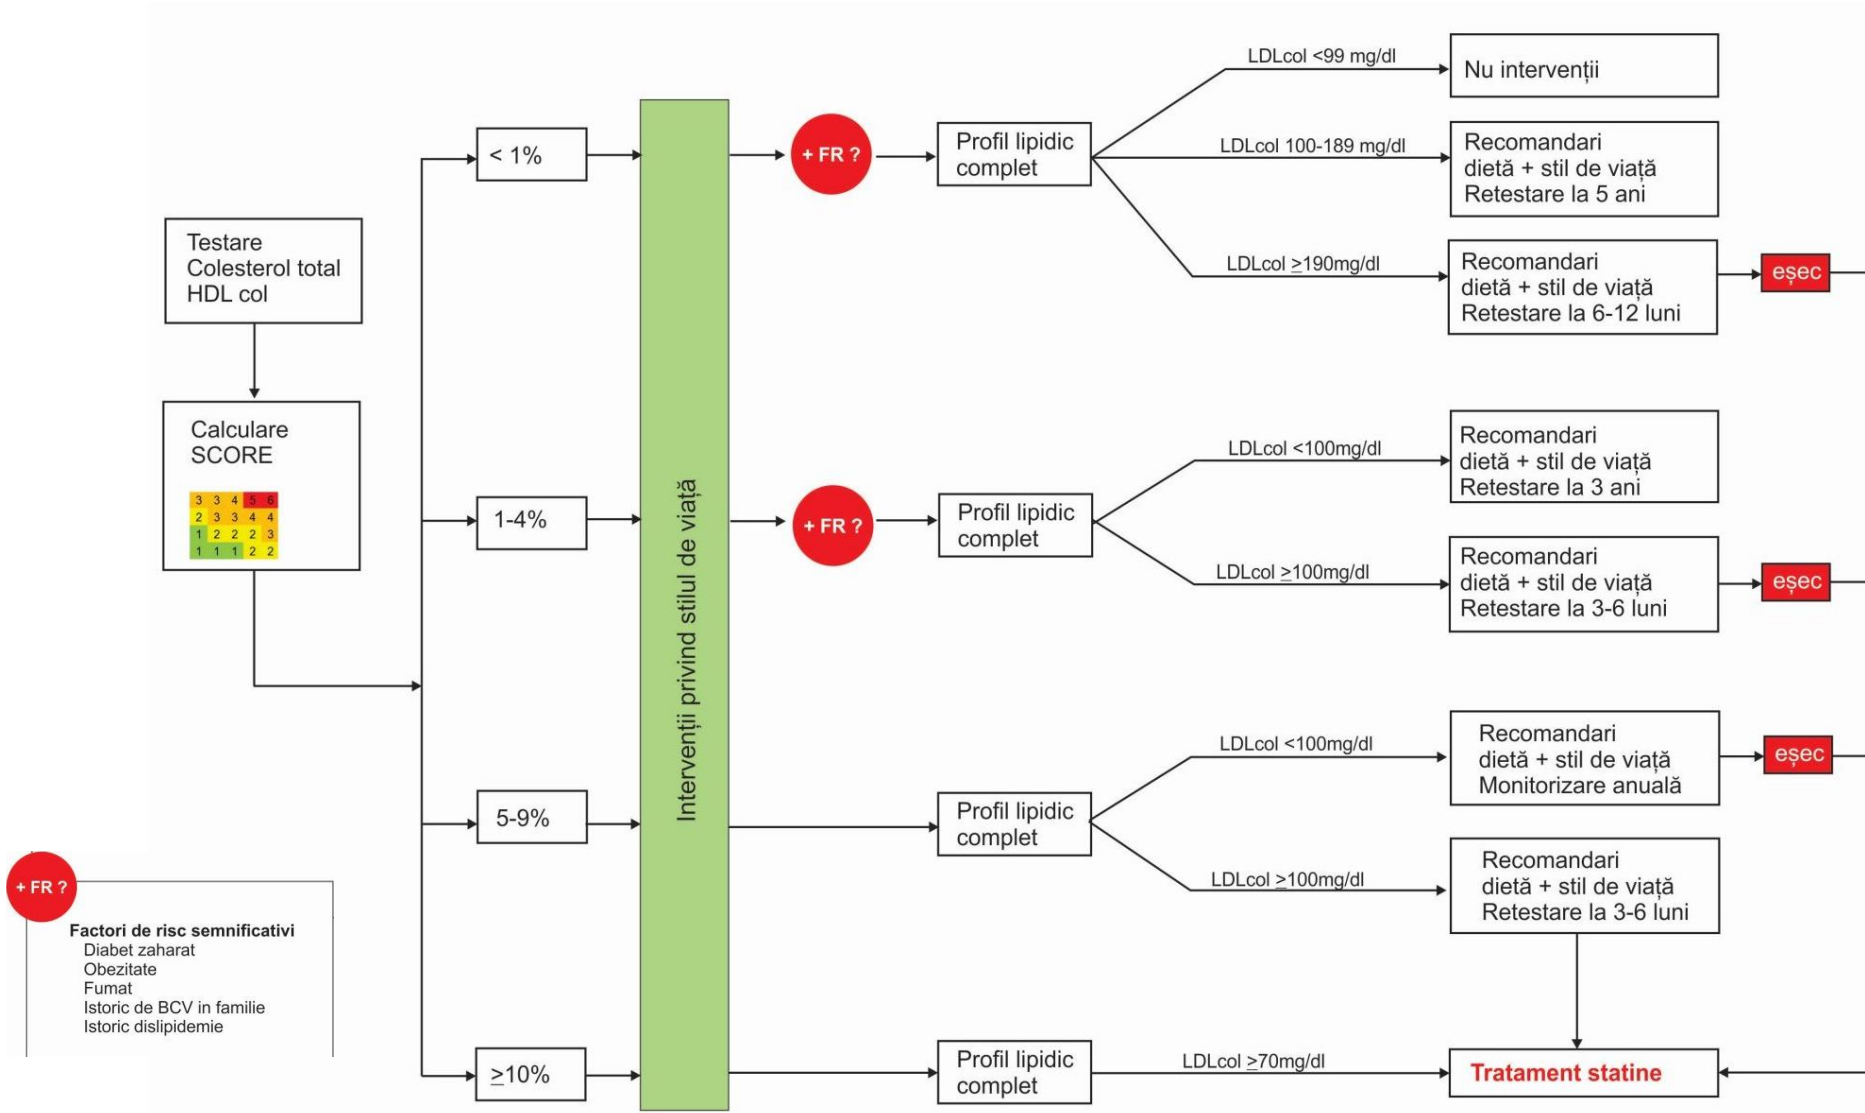 Testare
Colesterol total
HDL col
Calculare
SCORE
3 3 4 5 6
2 3 3 4 4
1 2 2 2 3
1 1 1 2 2
< 1%
1-4%
5-9%
≥10%
Intervenții privind stilul de viață
+ FR ?
Profil lipidic
complet
LDLcol <99 mg/dl
Nu intervenții
LDLcol 100-189 mg/dl
Recomandari
dietă + stil de viață
Retestare la 5 ani
LDLcol ≥190mg/dl
Recomandari
dietă + stil de viață
Retestare la 6-12 luni
eșec
+ FR ?
Profil lipidic
complet
LDLcol <100mg/dl
Recomandari
dietă + stil de viață
Retestare la 3 ani
LDLcol ≥100mg/dl
Recomandari
dietă + stil de viață
Retestare la 3-6 luni
eșec
Profil lipidic
complet
LDLcol <100mg/dl
Recomandari
dietă + stil de viață
Monitorizare anuală
eșec
LDLcol ≥100mg/dl
Recomandari
dietă + stil de viață
Retestare la 3-6 luni
Profil lipidic
complet
LDLcol ≥70mg/dl
Tratament statine
+ FR ?
Factori de risc semnificativi
Diabet zaharat
Obezitate
Fumat
Istoric de BCV in familie
Istoric dislipidemie